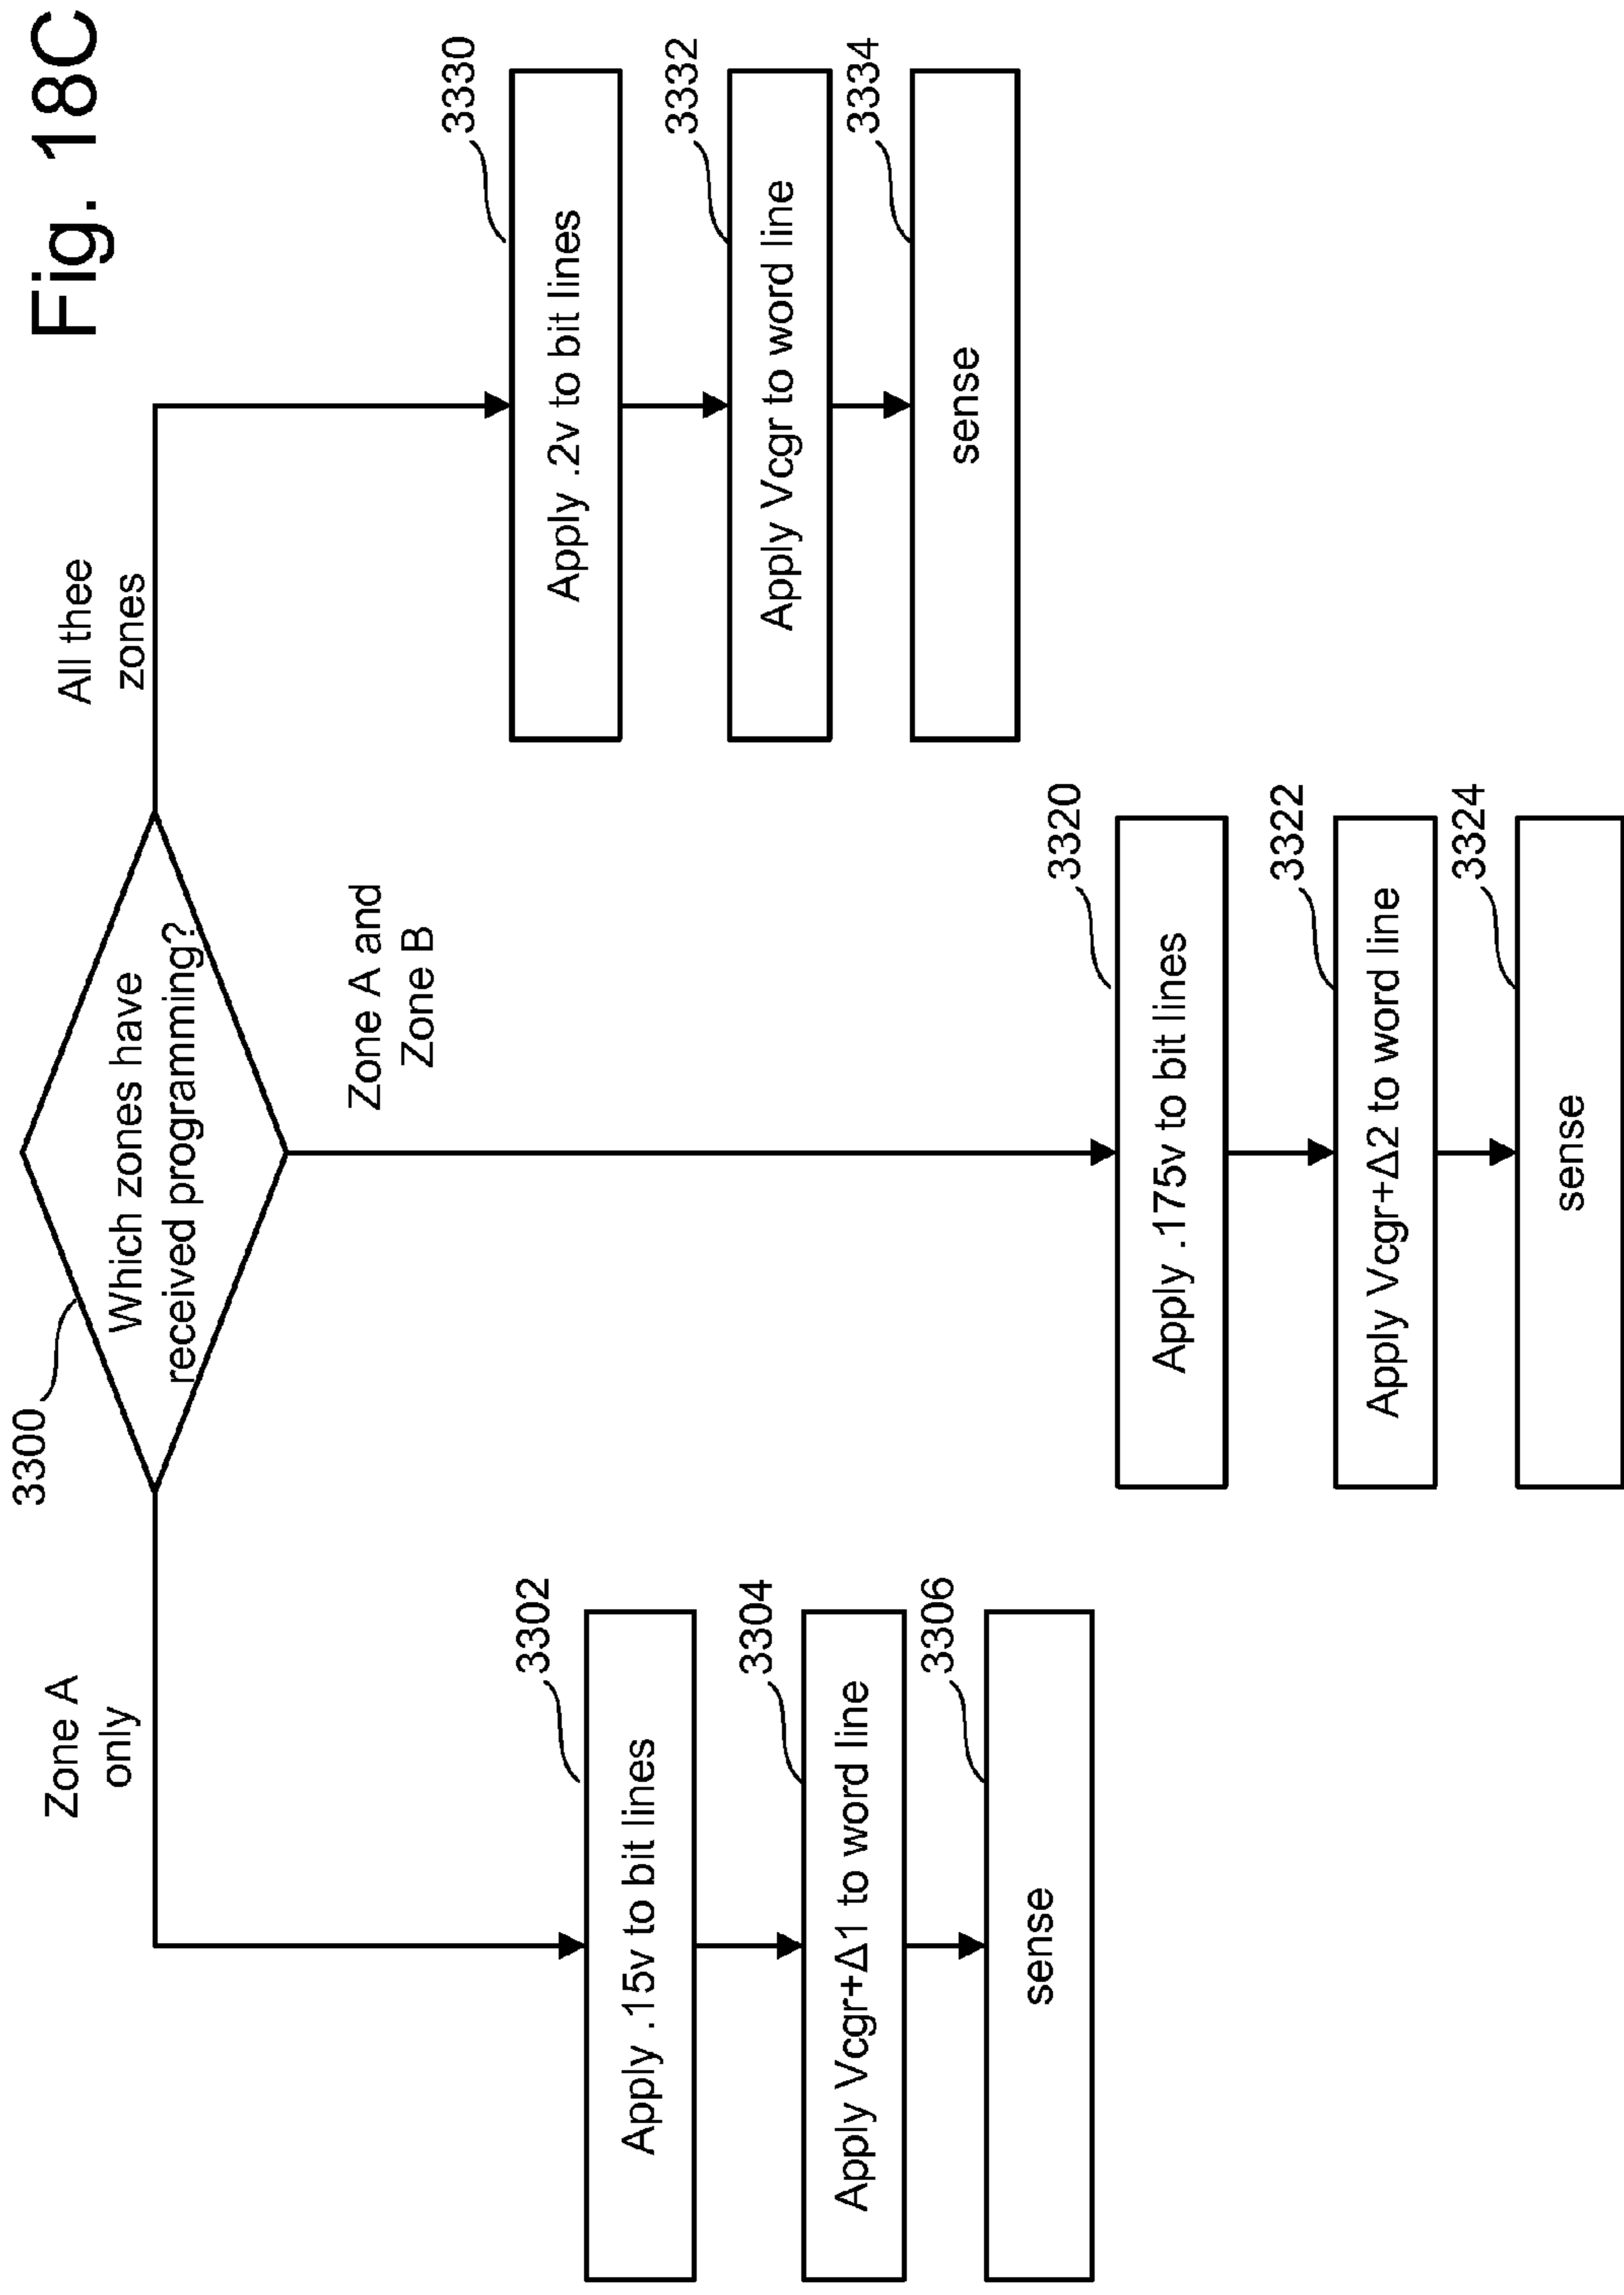 Fig. 18C
3300
Which zones have
received programming?
Zone A
only
3302
Apply .15v to bit lines
3304
Apply Vcgr+Δ1 to word line
3306
sense
Zone A and
Zone B
3320
Apply .175v to bit lines
3322
Apply Vcgr+Δ2 to word line
3324
sense
All thee
zones
3330
Apply .2v to bit lines
3332
Apply Vcgr to word line
3334
sense